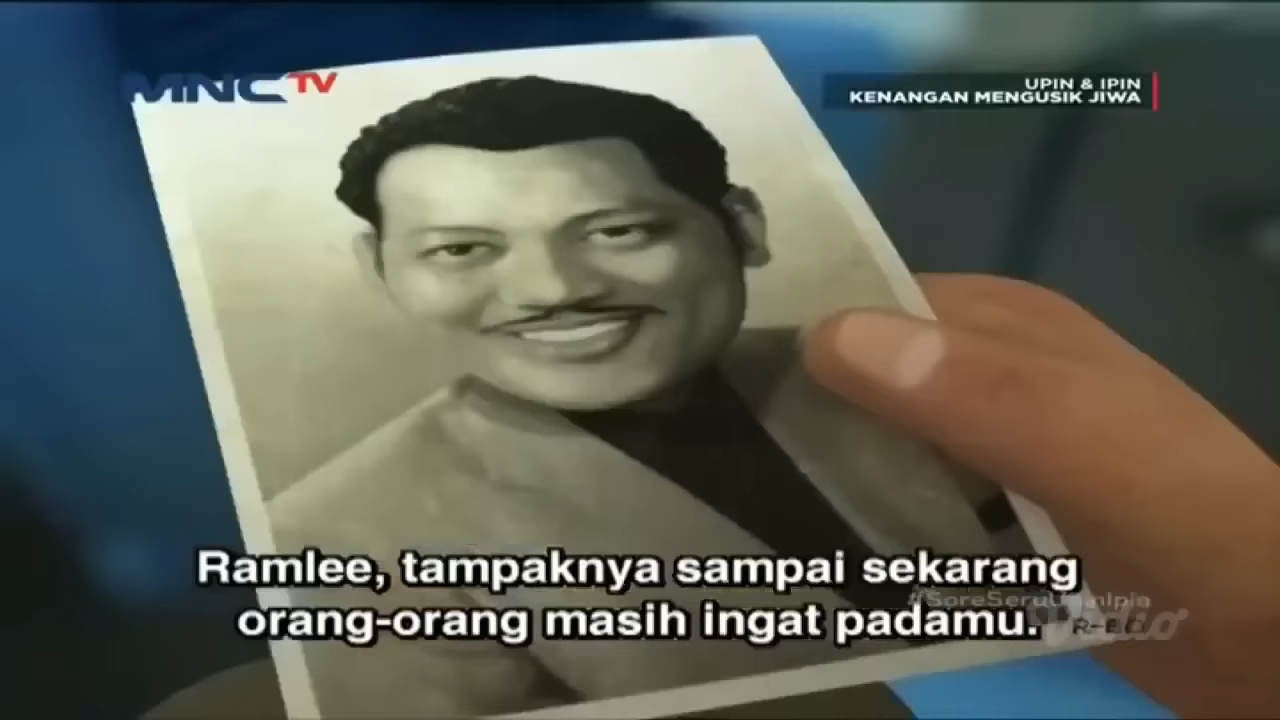 MNCTV
UPIN & IPIN
KENANGAN MENGUSIK JIWA
Ramlee, tampaknya sampai sekarang
orang-orang masih ingat padamu.